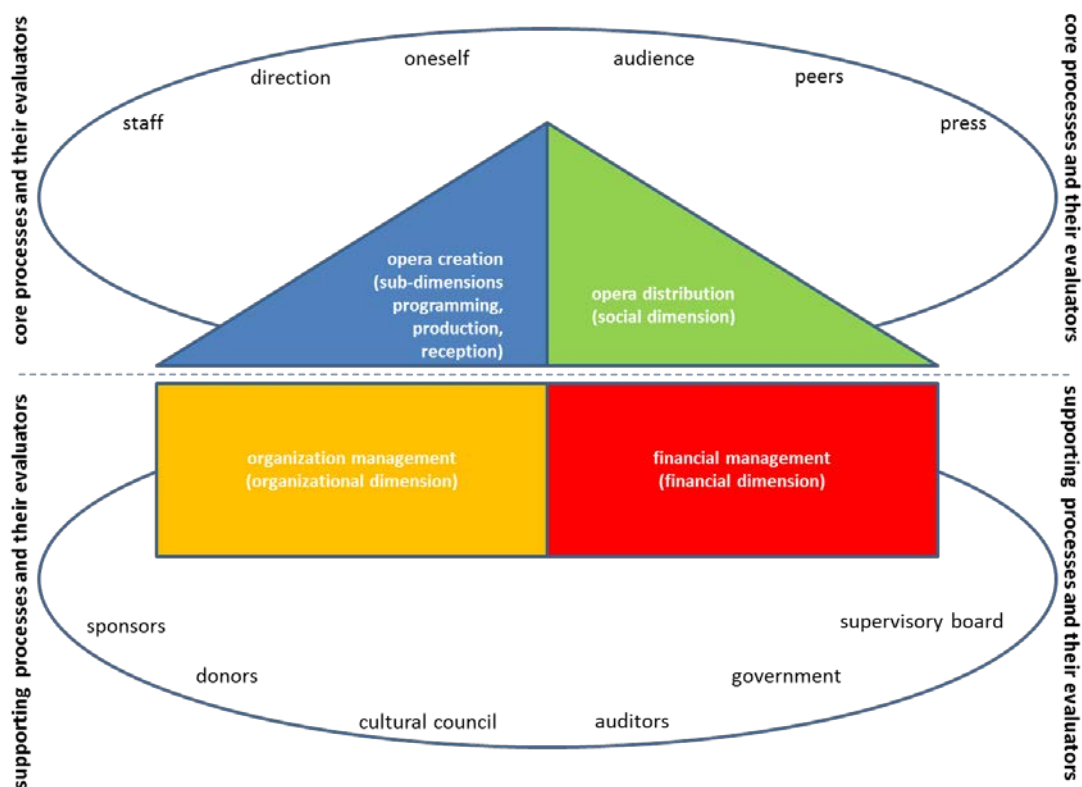 core processes and their evaluators
oneself
audience
direction
peers
staff
press
core processes and their evaluators
opera creation
(sub-dimensions
programming,
production,
reception)
opera distribution
(social dimension)
supporting processes and their evaluators
organization management
(organizational dimension)
financial management
(financial dimension)
supporting processes and their evaluators
sponsors
supervisory board
donors
government
cultural council
auditors